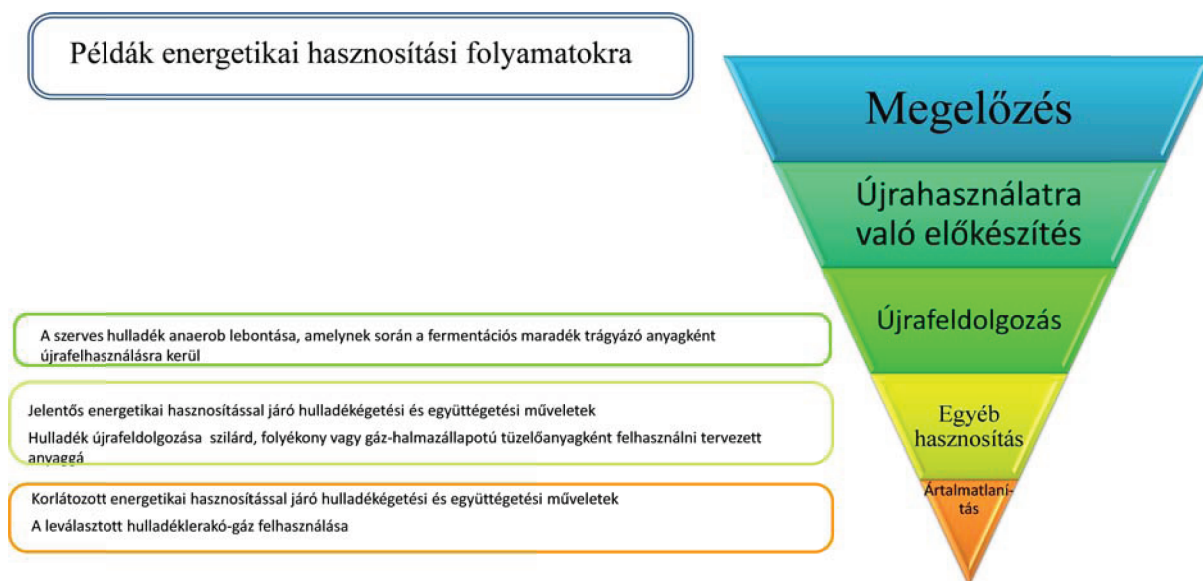 Példák energetikai hasznosítási folyamatokra
Megelőzés
Újrahasználatra
való előkészítés
Újrafeldolgozás
A szerves hulladék anaerob lebontása, amelynek során a fermentációs maradék trágyázó anyagként
újrafelhasználásra kerül
Jelentős energetikai hasznosítással járó hulladékégetési és együttégetési műveletek
Hulladék újrafeldolgozása szilárd, folyékony vagy gáz-halmazállapotú tüzelőanyagként felhasználni tervezett
anyaggá
Egyéb
hasznosítás
Korlátozott energetikai hasznosítással járó hulladékégetési és együttégetési műveletek
A leválasztott hulladéklerakó-gáz felhasználása
Ártalmatlaní-
tás